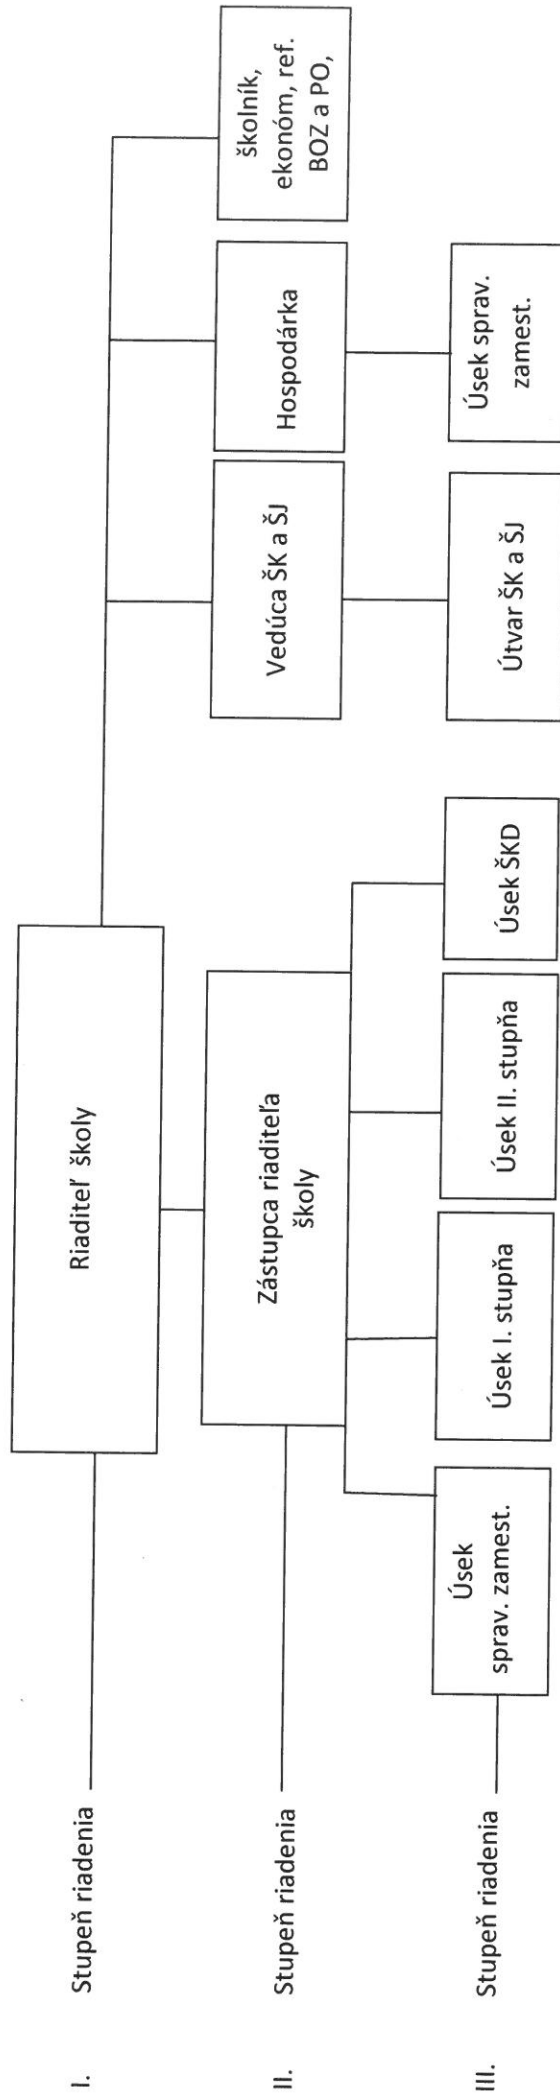 I. Stupeň riadenia
Riaditeľ školy
II. Stupeň riadenia
Zástupca riaditeľa
školy
Vedúca ŠK a ŠJ
Hospodárka
školník,
ekonóm, ref.
BOZ a PO,
III. Stupeň riadenia
Úsek
sprav. zamest.
Úsek I. stupňa
Úsek II. stupňa
Úsek ŠKD
Útvar ŠK a ŠJ
Úsek sprav.
zamest.